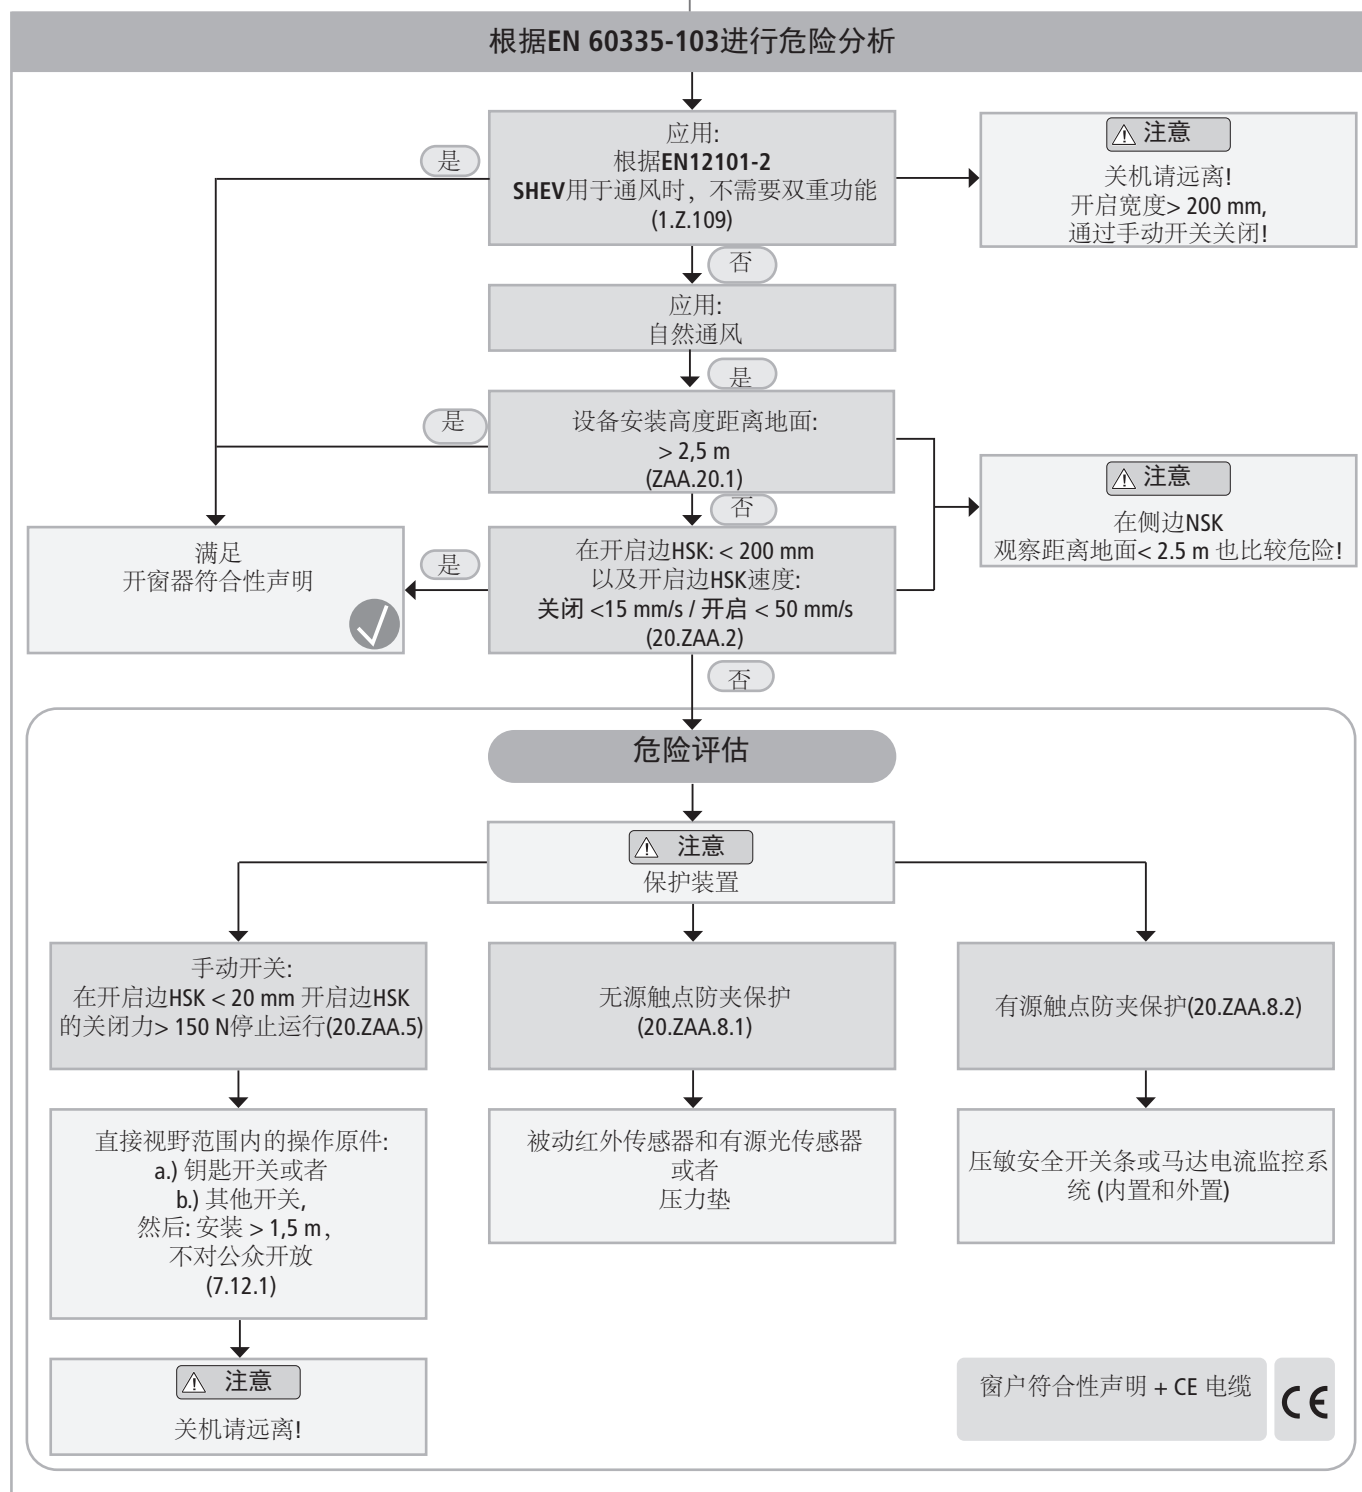 根据EN 60335-103进行危险分析
应用:
根据EN12101-2
SHEV用于通风时，不需要双重功能
(1.Z.109)
是
注意
关机请远离!
开启宽度> 200 mm,
通过手动开关关闭!
否
应用:
自然通风
是
设备安装高度距离地面:
> 2,5 m
(ZAA.20.1)
是
注意
在侧边NSK
观察距离地面< 2.5 m 也比较危险!
否
在开启边HSK: < 200 mm
以及开启边HSK速度:
关闭 <15 mm/s / 开启 < 50 mm/s
(20.ZAA.2)
是
满足
开窗器符合性声明
否
危险评估
注意
保护装置
手动开关:
在开启边HSK < 20 mm 开启边HSK
的关闭力> 150 N停止运行(20.ZAA.5)
无源触点防夹保护
(20.ZAA.8.1)
有源触点防夹保护(20.ZAA.8.2)
直接视野范围内的操作原件:
a.) 钥匙开关或者
b.) 其他开关,
然后: 安装 > 1,5 m，
不对公众开放
(7.12.1)
被动红外传感器和有源光传感器
或者
压力垫
压敏安全开关条或马达电流监控系
统 (内置和外置)
注意
关机请远离!
窗户符合性声明 + CE 电缆
CE